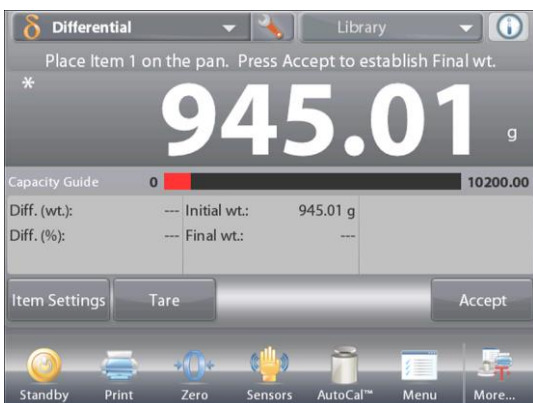 δ Differential Library i
Place Item 1 on the pan. Press Accept to establish Final wt.
* 945.01 g
Capacity Guide 0 10200.00
Diff. (wt.): --- Initial wt.: 945.01 g
Diff. (%): --- Final wt.: ---
Item Settings Tare Accept
Standby Print Zero Sensors AutoCal™ Menu More...